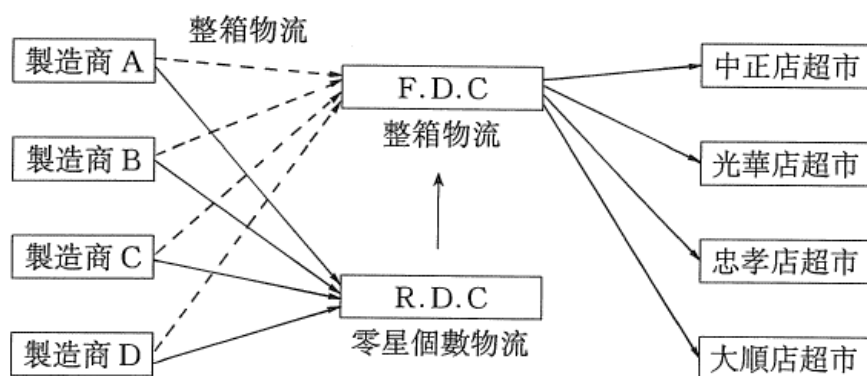 整箱物流
製造商 A
製造商 B
製造商 C
製造商 D
F.D.C
整箱物流
R.D.C
零星個數物流
中正店超市
光華店超市
忠孝店超市
大順店超市